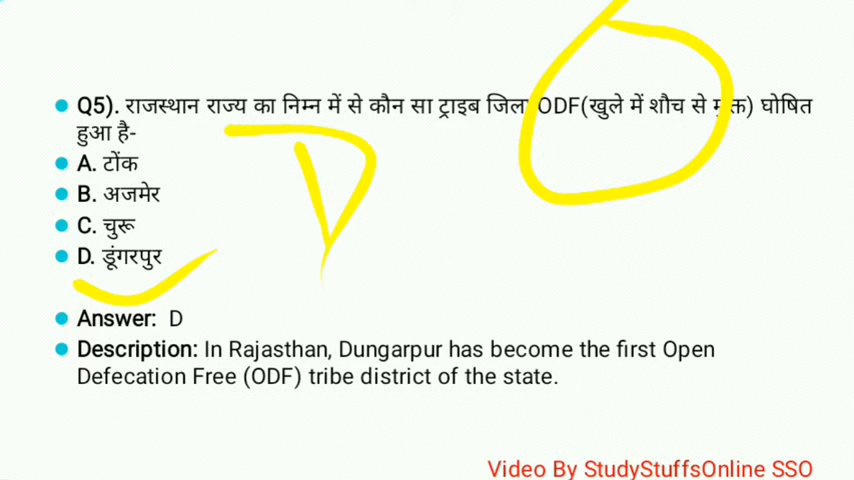 Q5). राजस्थान राज्य का निम्न में से कौन सा ट्राइब जिला ODF(खुले में शौच से मुक्त) घोषित
हुआ है-
A. टोंक
B. अजमेर
C. चुरू
D. डूंगरपुर
D
Answer: D
Description: In Rajasthan, Dungarpur has become the first Open
Defecation Free (ODF) tribe district of the state.
Video By StudyStuffsOnline SSO